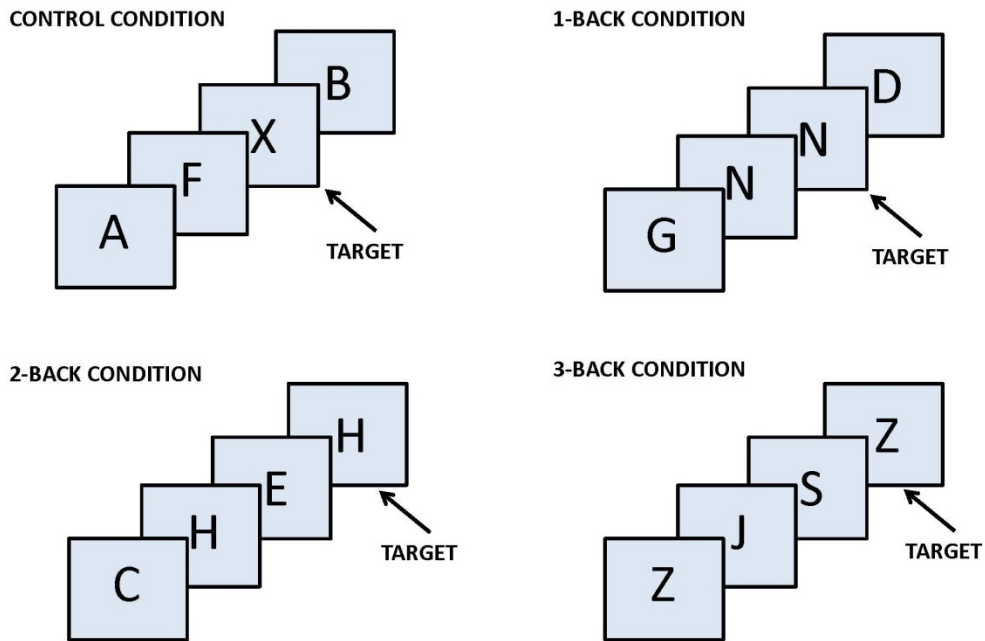 CONTROL CONDITION
A
F
X
B
TARGET
1-BACK CONDITION
G
N
N
D
TARGET
2-BACK CONDITION
C
H
E
H
TARGET
3-BACK CONDITION
Z
J
S
Z
TARGET